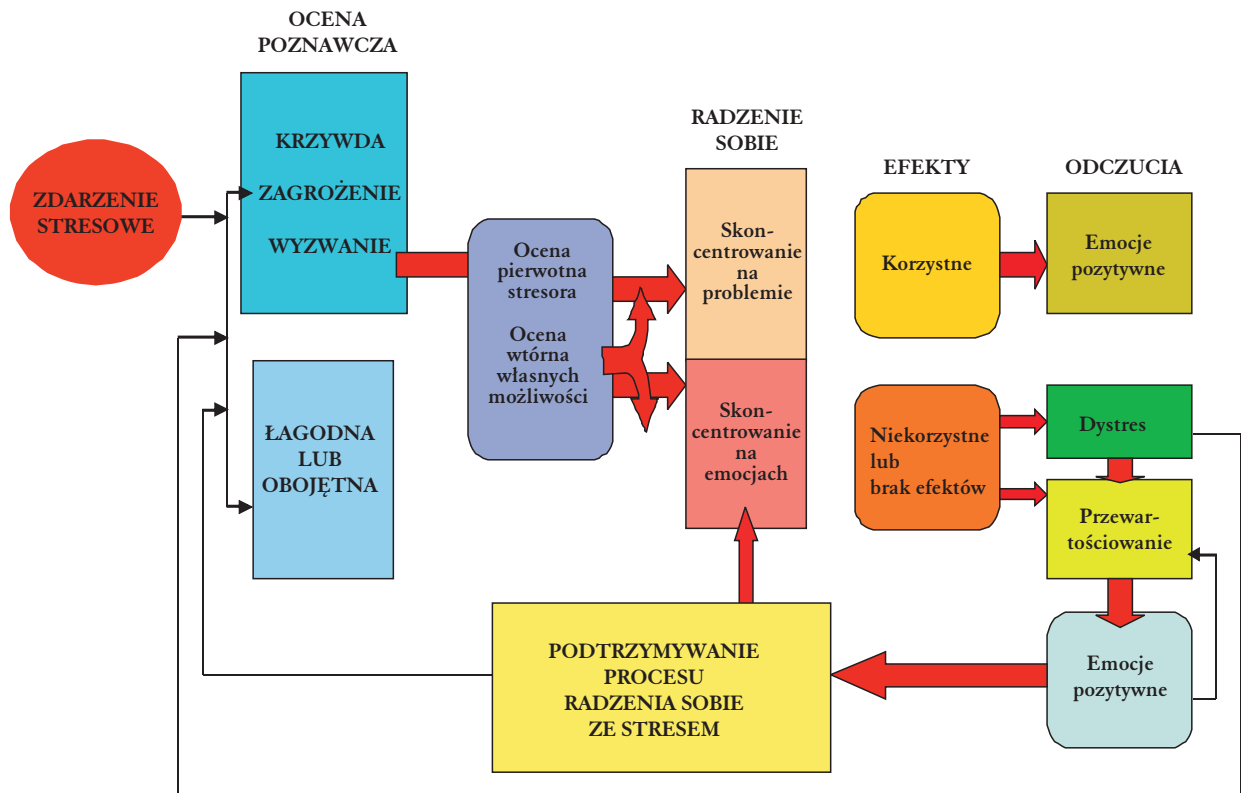 OCENA
POZNAWCZA
ZDARZENIE
STRESOWE
KRZYWDA
ZAGROŻENIE
WYZWANIE
ŁAGODNA
LUB
OBOJĘTNA
Ocena
pierwotna
stresora
Ocena
wtórna
własnych
możliwości
RADZENIE
SOBIE
Skon-
centrowanie
na
problemie
Skon-
centrowanie
na
emocjach
EFEKTY
Korzystne
Niekorzystne
lub
brak efektów
ODCZUCIA
Emocje
pozytywne
Dystres
Przewar-
tościowanie
Emocje
pozytywne
PODTRZYMYWANIE
PROCESU
RADZENIA SOBIE
ZE STRESEM